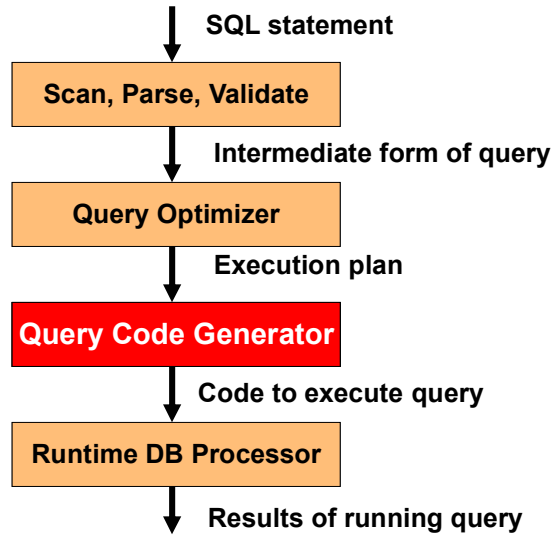 SQL statement
Scan, Parse, Validate
Intermediate form of query
Query Optimizer
Execution plan
Query Code Generator
Code to execute query
Runtime DB Processor
Results of running query